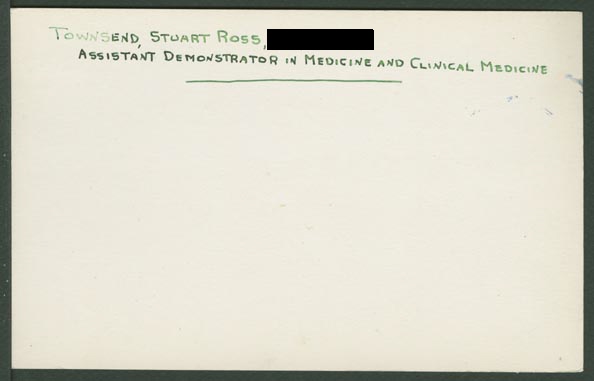 Townsend, Stuart Ross,
Assistant Demonstrator in Medicine and Clinical Medicine